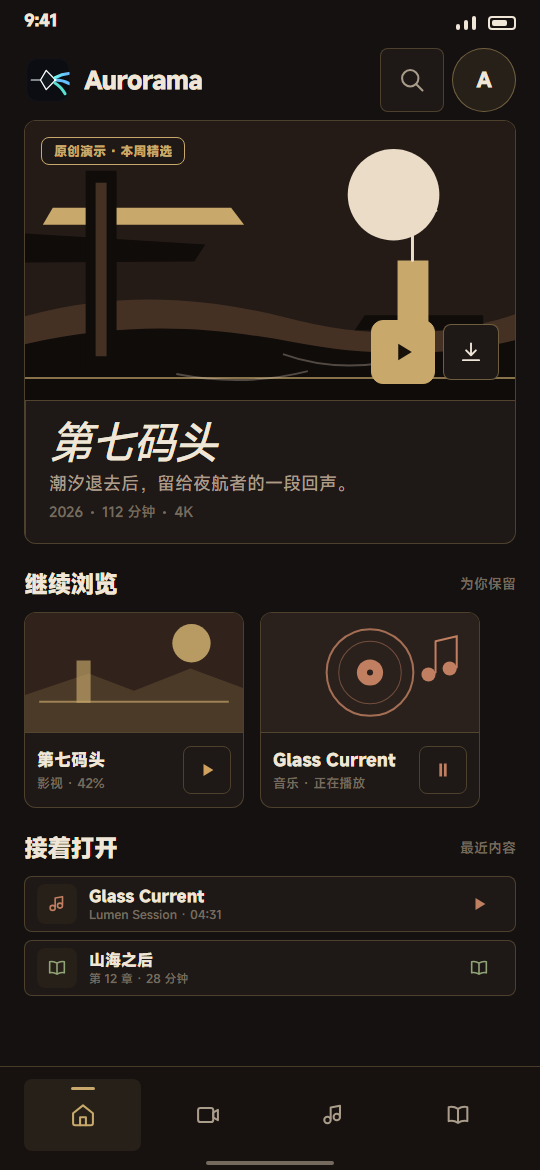 9:41
Aurorama
A
原创演示 · 本周精选
第七码头
潮汐退去后，留给夜航者的一段回声。
2026 · 112 分钟 · 4K
继续浏览
为你保留
第七码头
影视 · 42%
Glass Current
音乐 · 正在播放
接着打开
最近内容
Glass Current
Lumen Session · 04:31
山海之后
第 12 章 · 28 分钟